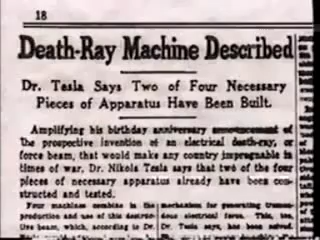 18
Death-Ray Machine Described
Dr. Tesla Says Two of Four Necessary
Pieces of Apparatus Have Been Built.
Amplifying his birthday anniversary announcement of
the prospective invention of an electrical death-ray, or
force beam, that would make any country impregnable in
times of war, Dr. Nikola Tesla says that two of the four
pieces of necessary apparatus already have been con-
structed and tested.
Four machines combine in the
production and use of this destruc-
tive beam, which, according to Dr.
mechanism for generating tremen-
dous electrical force. This, too,
Dr. Tesla says, has been